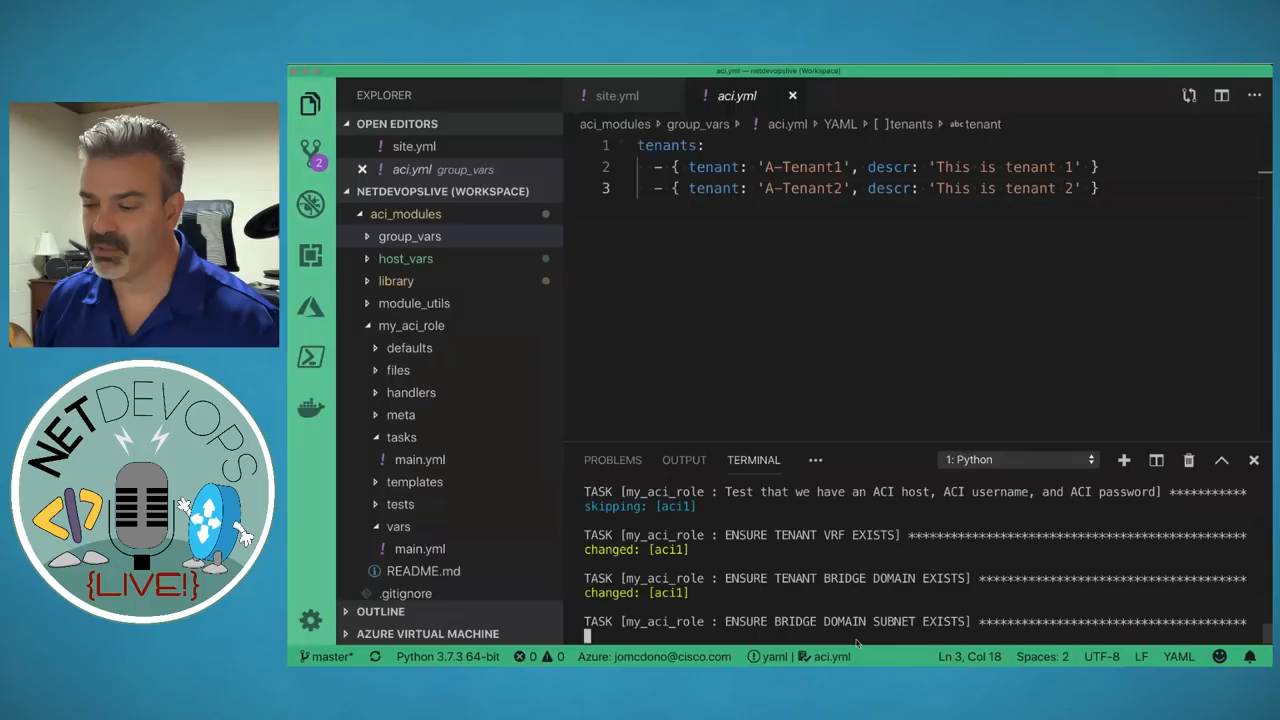 aci.yml — netdevopslive (Workspace)
EXPLORER
OPEN EDITORS
site.yml
aci.yml group_vars
NETDEVOPSLIVE (WORKSPACE)
aci_modules
group_vars
host_vars
library
module_utils
my_aci_role
defaults
files
handlers
meta
tasks
main.yml
templates
tests
vars
main.yml
README.md
.gitignore
OUTLINE
AZURE VIRTUAL MACHINE
2
site.yml
aci.yml
aci_modules group_vars aci.yml YAML [ ]tenants abc tenant
1 tenants:
2 - { tenant: 'A-Tenant1', descr: 'This is tenant 1' }
3 - { tenant: 'A-Tenant2', descr: 'This is tenant 2' }
PROBLEMS OUTPUT TERMINAL ••• 1: Python
TASK [my_aci_role : Test that we have an ACI host, ACI username, and ACI password] ***********
skipping: [aci1]
TASK [my_aci_role : ENSURE TENANT VRF EXISTS] *****************************************
changed: [aci1]
TASK [my_aci_role : ENSURE TENANT BRIDGE DOMAIN EXISTS] *********************************
changed: [aci1]
TASK [my_aci_role : ENSURE BRIDGE DOMAIN SUBNET EXISTS] *********************************
master* Python 3.7.3 64-bit 0 0 Azure: jomcdono@cisco.com yaml | aci.yml Ln 3, Col 18 Spaces: 2 UTF-8 LF YAML
NETDEVOPS
{LIVE!}